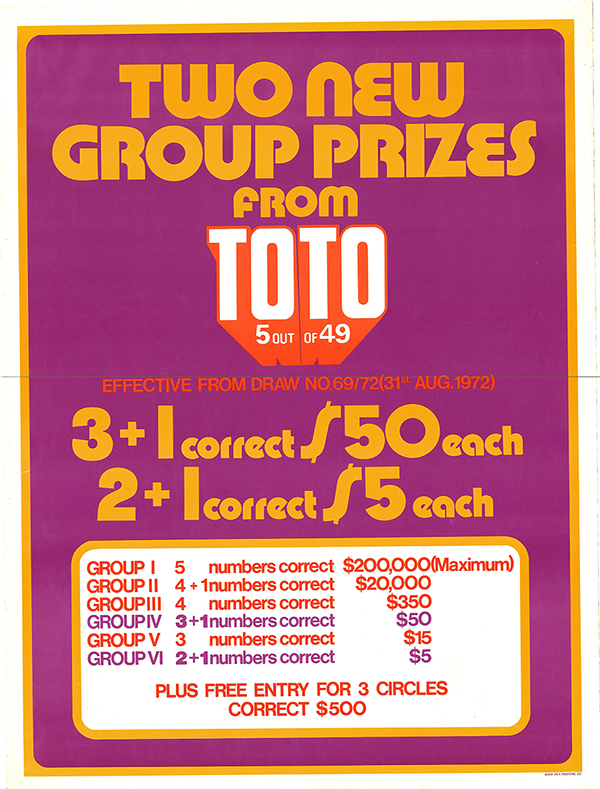 TWO NEW
GROUP PRIZES
FROM
TOTO
5 OUT OF 49
EFFECTIVE FROM DRAW NO.69/72(31st AUG.1972)
3+1 correct $50 each
2+1 correct $5 each
GROUP I 5 numbers correct $200,000(Maximum)
GROUP II 4+1 numbers correct $20,000
GROUP III 4 numbers correct $350
GROUP IV 3+1 numbers correct $50
GROUP V 3 numbers correct $15
GROUP VI 2+1 numbers correct $5
PLUS FREE ENTRY FOR 3 CIRCLES
CORRECT $500